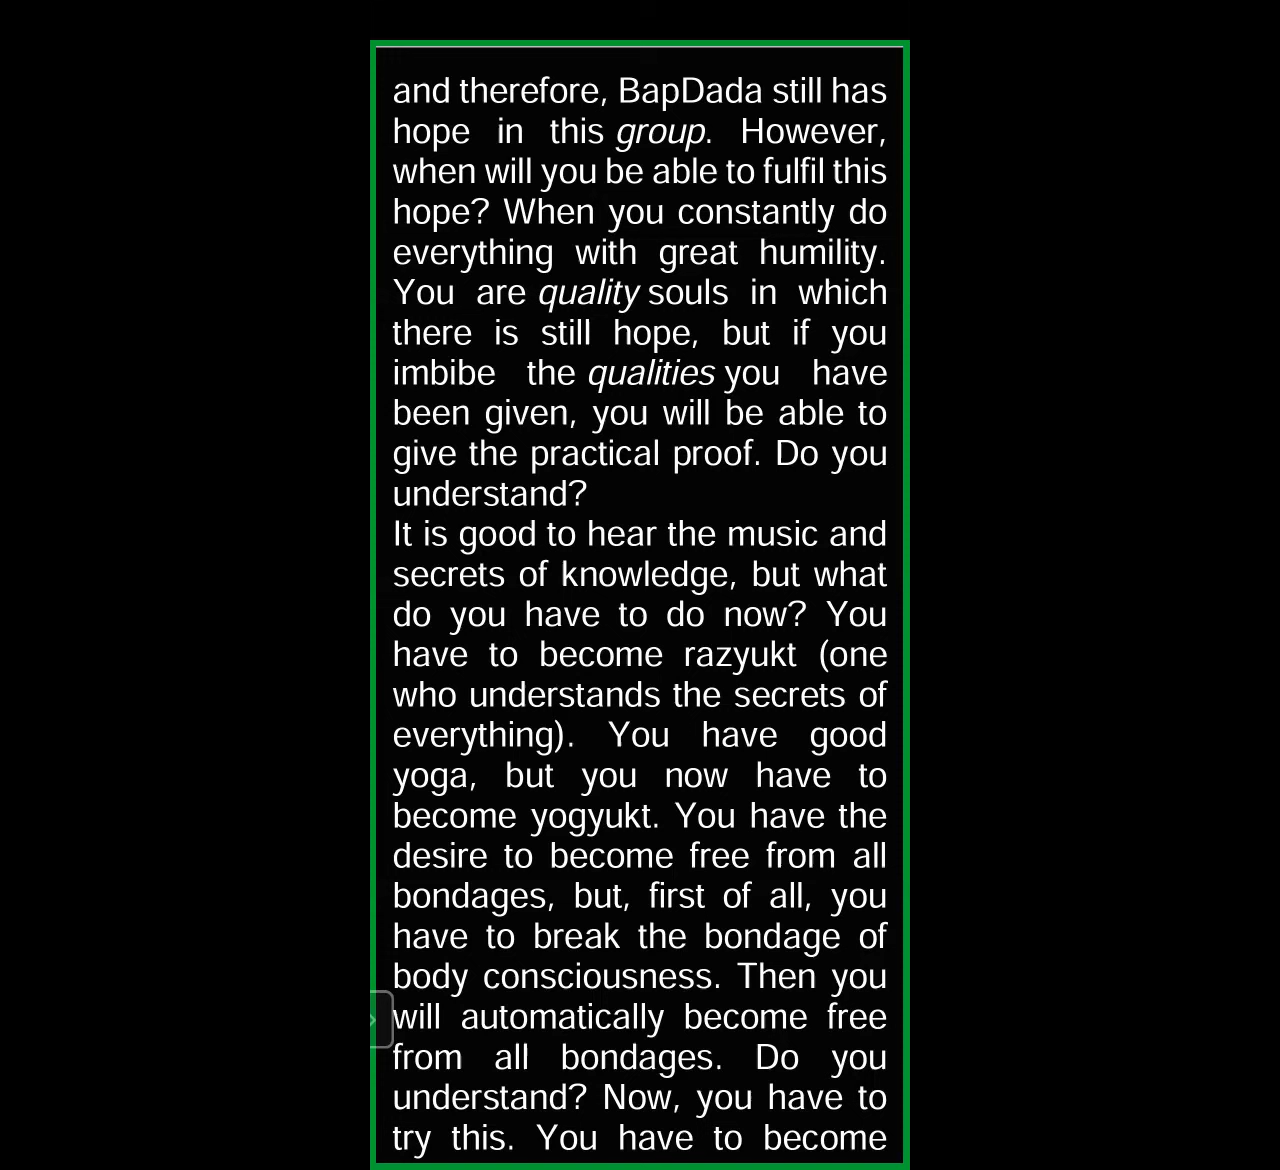 and therefore, BapDada still has
hope in this group. However,
when will you be able to fulfil this
hope? When you constantly do
everything with great humility.
You are quality souls in which
there is still hope, but if you
imbibe the qualities you have
been given, you will be able to
give the practical proof. Do you
understand?
It is good to hear the music and
secrets of knowledge, but what
do you have to do now? You
have to become razyukt (one
who understands the secrets of
everything). You have good
yoga, but you now have to
become yogyukt. You have the
desire to become free from all
bondages, but, first of all, you
have to break the bondage of
body consciousness. Then you
will automatically become free
from all bondages. Do you
understand? Now, you have to
try this. You have to become